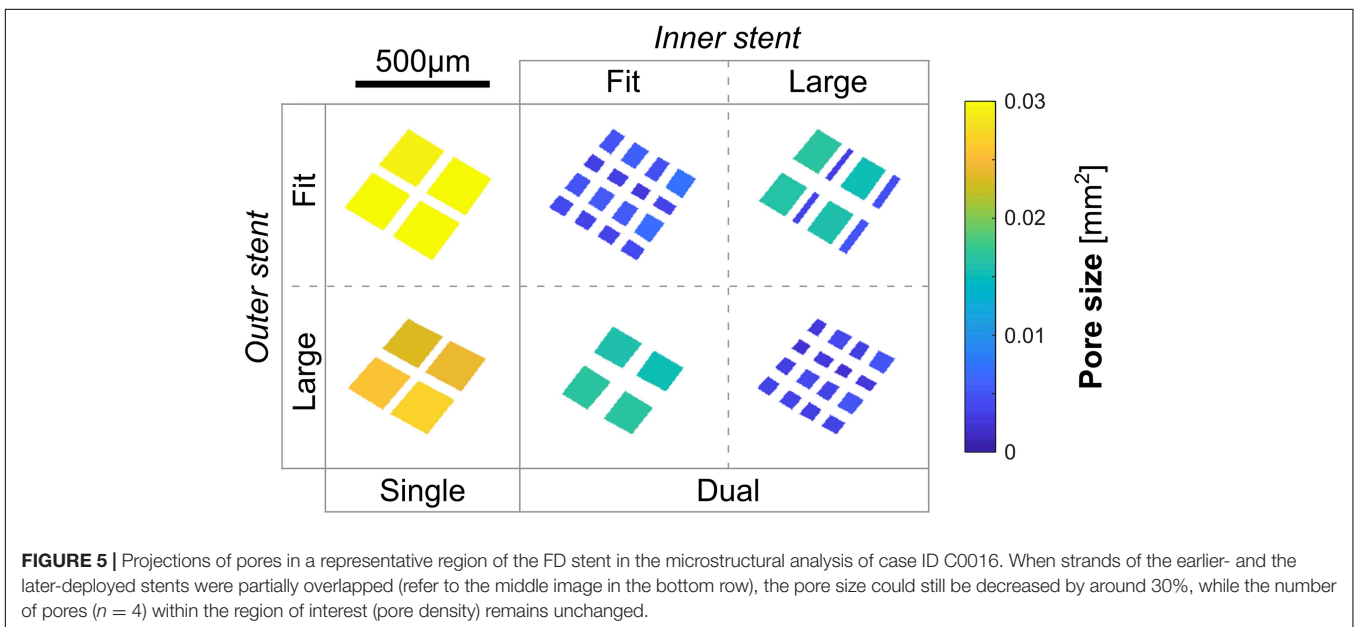 Inner stent
500μm
Fit
Large
0.03
Fit
0.02
Outer stent
Pore size [mm²]
0.01
Large
0
Single
Dual
FIGURE 5 | Projections of pores in a representative region of the FD stent in the microstructural analysis of case ID C0016. When strands of the earlier- and the
later-deployed stents were partially overlapped (refer to the middle image in the bottom row), the pore size could still be decreased by around 30%, while the number
of pores (n = 4) within the region of interest (pore density) remains unchanged.